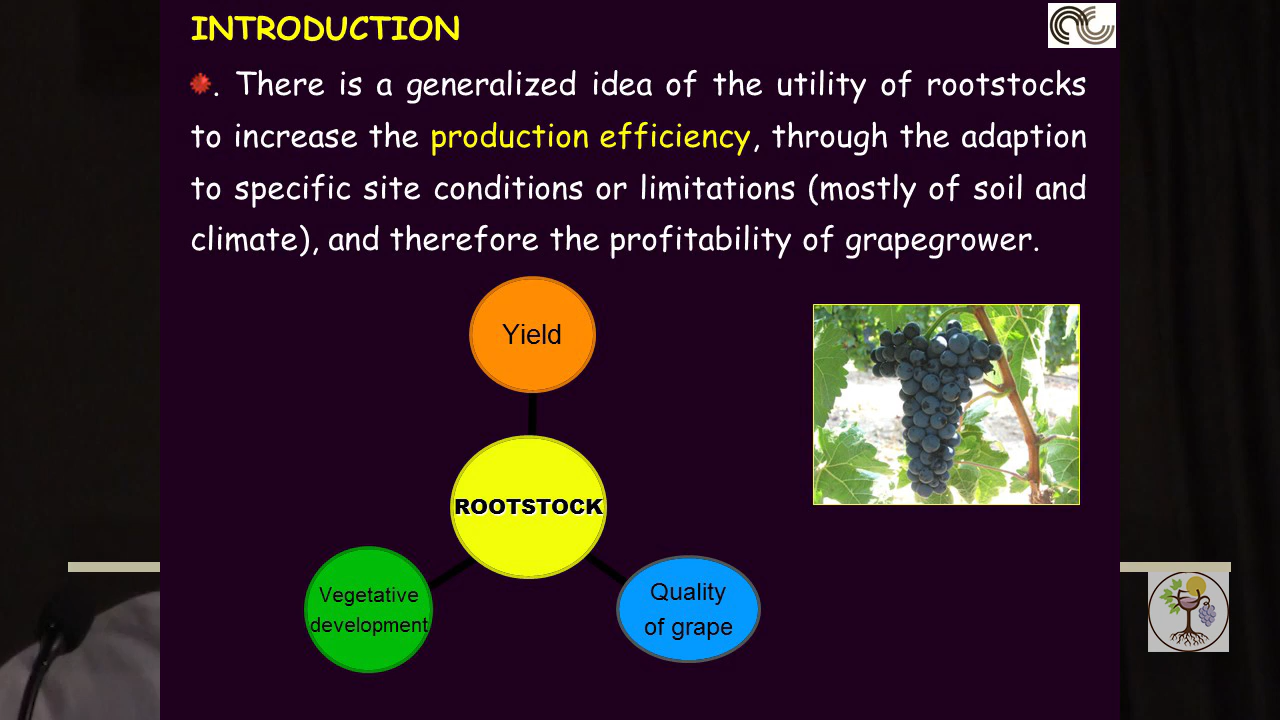 INTRODUCTION
. There is a generalized idea of the utility of rootstocks
to increase the production efficiency, through the adaption
to specific site conditions or limitations (mostly of soil and
climate), and therefore the profitability of grapegrower.
Yield
ROOTSTOCK
Vegetative
development
Quality
of grape